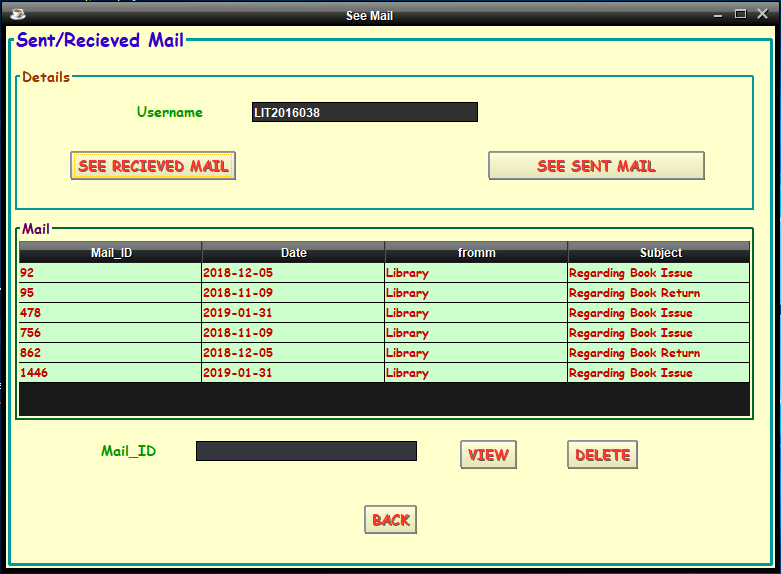 See Mail
Sent/Recieved Mail
Details
Username LIT2016038
SEE RECIEVED MAIL SEE SENT MAIL
Mail
Mail_ID Date fromm Subject
92 2018-12-05 Library Regarding Book Issue
95 2018-11-09 Library Regarding Book Return
478 2019-01-31 Library Regarding Book Issue
756 2018-11-09 Library Regarding Book Issue
862 2018-12-05 Library Regarding Book Return
1446 2019-01-31 Library Regarding Book Issue
Mail_ID VIEW DELETE
BACK